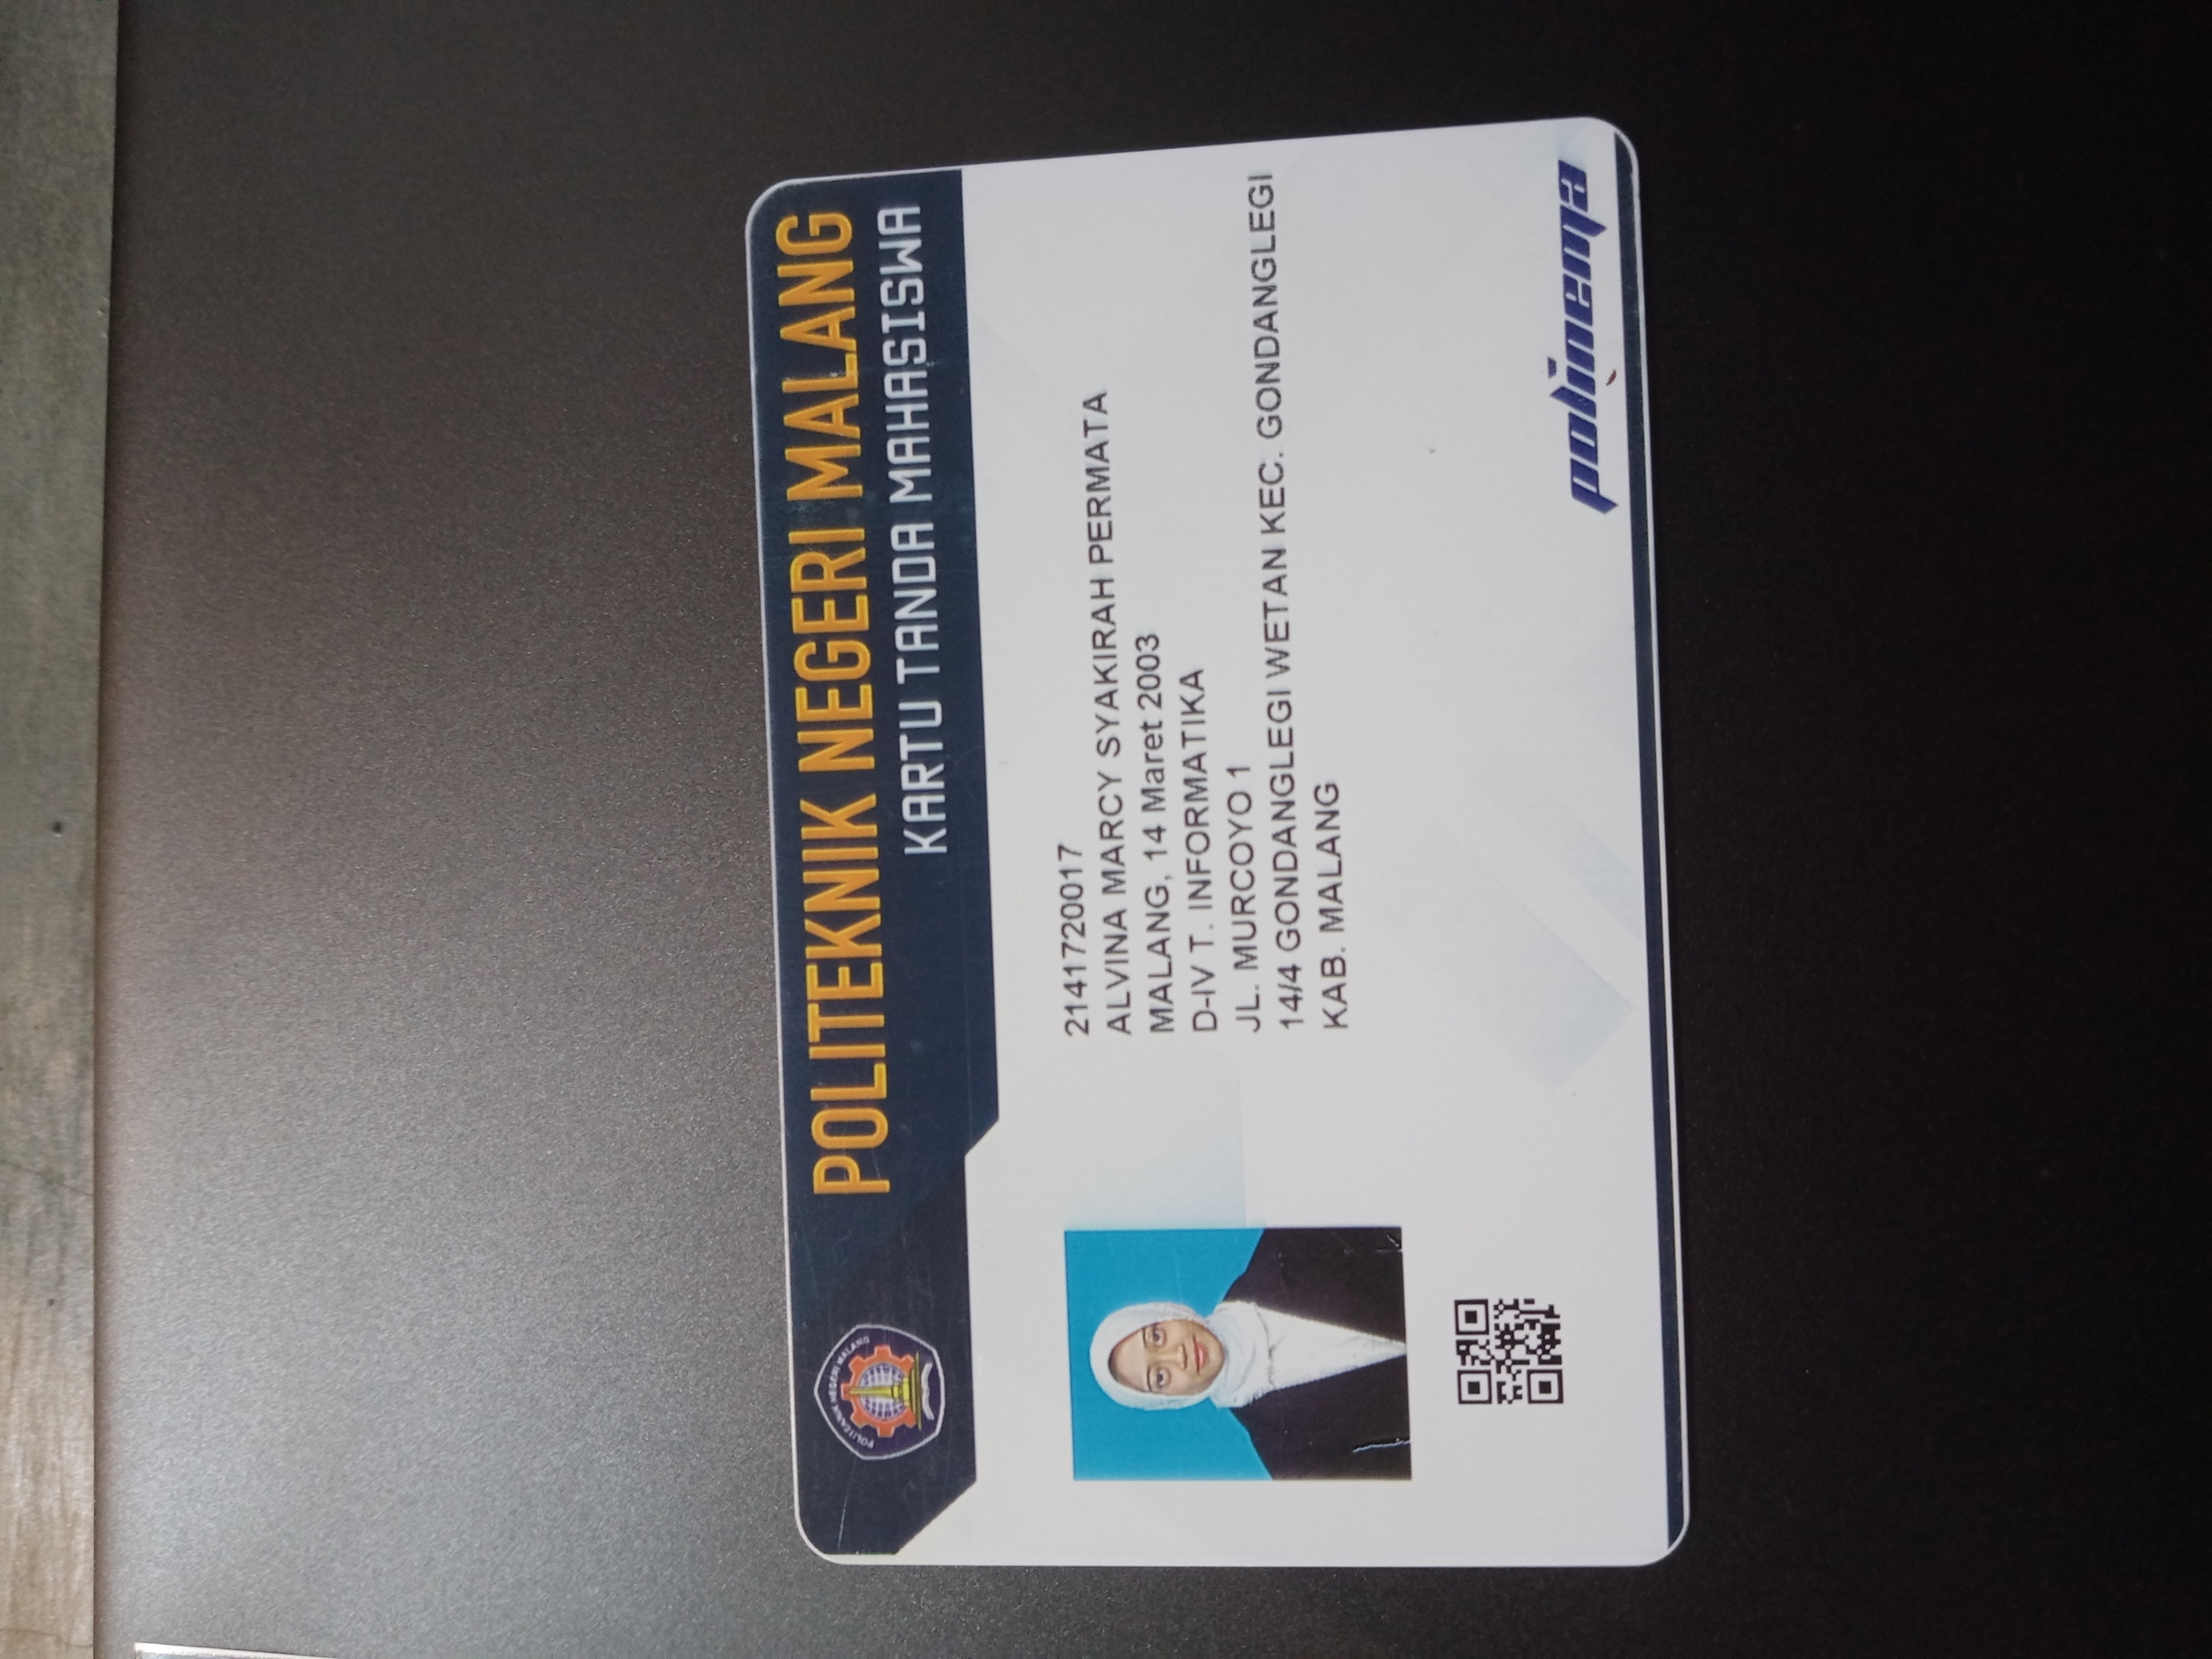 POLITEKNIK NEGERI MALANG
POLITEKNIK NEGERI MALANG
KARTU TANDA MAHASISWA
2141720017
ALVINA MARCY SYAKIRAH PERMATA
MALANG, 14 Maret 2003
D-IV T. INFORMATIKA
JL. MURCOYO 1
14/4 GONDANGLEGI WETAN KEC. GONDANGLEGI
KAB. MALANG
polinema